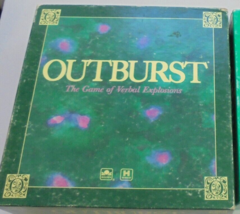 OUTBURST
The Game of Verbal Explosions